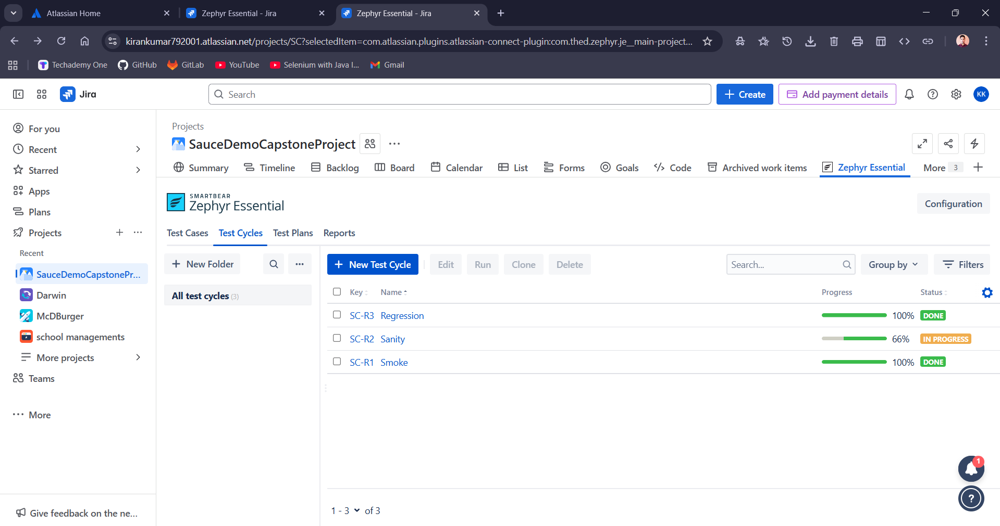 Atlassian Home
Zephyr Essential - Jira
Zephyr Essential - Jira
kirankumar792001.atlassian.net/projects/SC?selectedItem=com.atlassian.plugins.atlassian-connect-plugin:com.thed.zephyr.je__main-project...
Techademy One
GitHub
GitLab
YouTube
Selenium with Java I...
Gmail
Jira
Search
Create
Add payment details
KK
For you
Recent
Starred
Apps
Plans
Projects
Recent
SauceDemoCapstonePr...
Darwin
McDBurger
school managements
More projects
Teams
More
Give feedback on the ne...
Projects
SauceDemoCapstoneProject
Summary
Timeline
Backlog
Board
Calendar
List
Forms
Goals
Code
Archived work items
Zephyr Essential
More 3
SMARTBEAR
Zephyr Essential
Configuration
Test Cases
Test Cycles
Test Plans
Reports
New Folder
All test cycles (3)
New Test Cycle
Edit
Run
Clone
Delete
Search...
Group by
Filters
Key Name Progress Status
SC-R3 Regression 100% DONE
SC-R2 Sanity 66% IN PROGRESS
SC-R1 Smoke 100% DONE
1
?
1 - 3 of 3